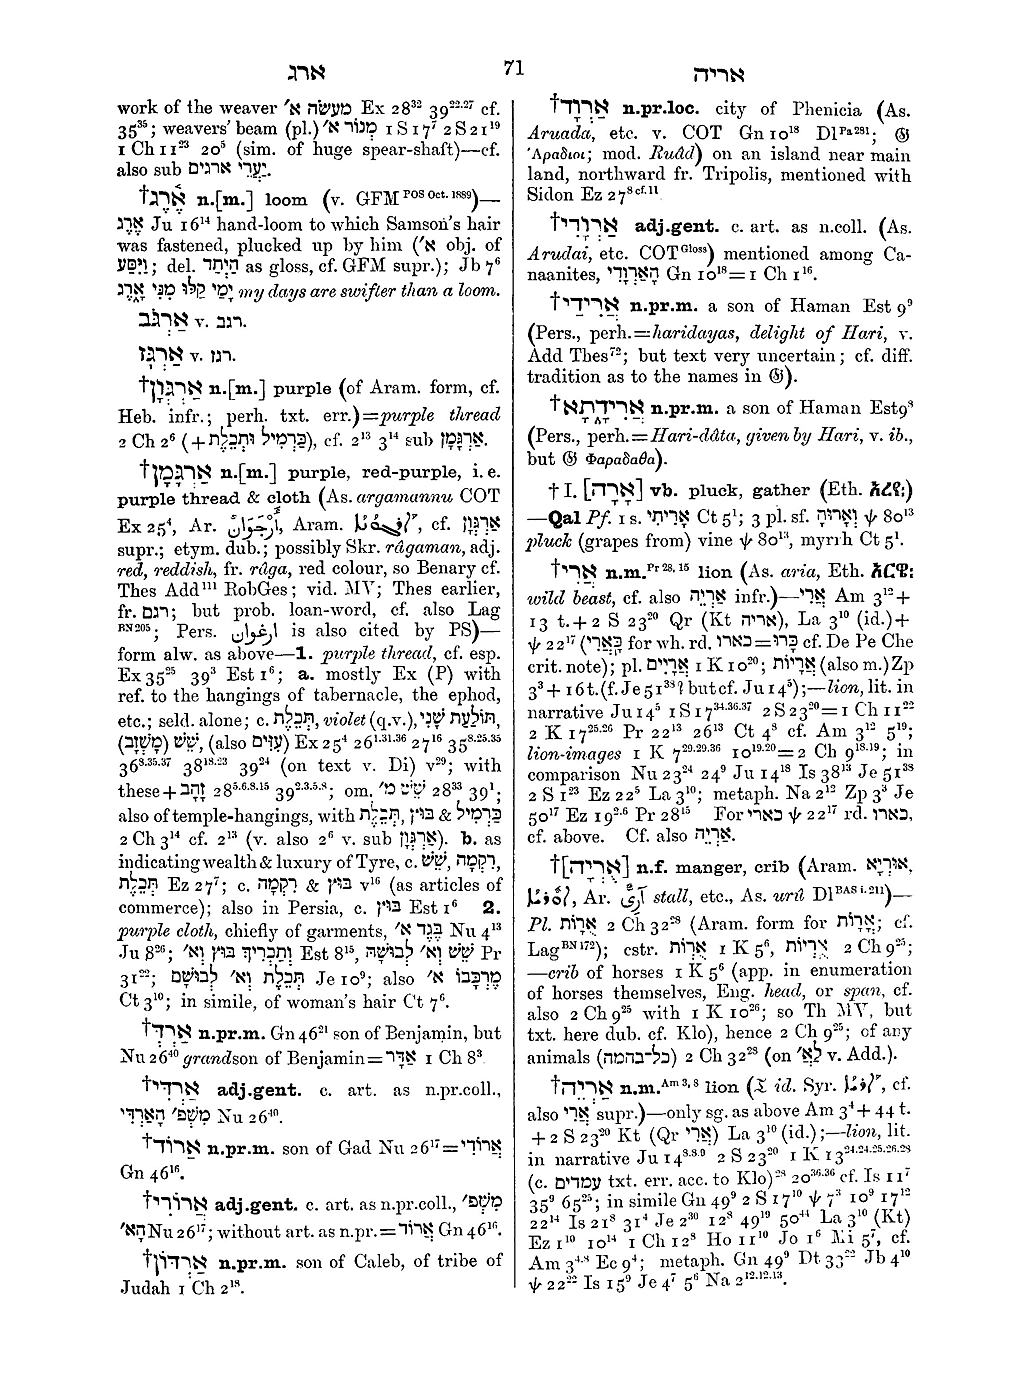 ארג
71
אריה
work of the weaver מַעֲשֵׂה א׳ Ex 28³² 39²²·²⁷ cf.
35³⁵; weavers' beam (pl.) מְנוֹר א׳ 1 S 17⁷ 2 S 21¹⁹
1 Ch 11²³ 20⁵ (sim. of huge spear-shaft)—cf.
also sub יַעְרֵי ארגים.
†אֶ֫רֶג n.[m.] loom (v. GFM POS Oct. 1889)—
אֶרֶג Ju 16¹⁴ hand-loom to which Samson's hair
was fastened, plucked up by him (א׳ obj. of
וַיִּסַּע; del. הַיְתַד as gloss, cf. GFM supr.); Jb 7⁶
יָמַי קַלּוּ מִנִּי אָ֑רֶג my days are swifter than a loom.
אַרְגֹּב v. רגב.
אַרְגָּז v. רגז.
†אַרְגְּוָן n.[m.] purple (of Aram. form, cf.
Heb. infr.; perh. txt. err.)=purple thread
2 Ch 2⁶ (+כַּרְמִיל וּתְכֵלֶת), cf. 2¹³ 3¹⁴ sub אַרְגָּמָן.
†אַרְגָּמָן n.[m.] purple, red-purple, i. e.
purple thread & cloth (As. argamannu COT
Ex 25⁴, Ar. أُرْجُوَانٌ, Aram. ܐܰܪܓܘܳܢܳܐ, cf. אַרְגְּוָן
supr.; etym. dub.; possibly Skr. râgaman, adj.
red, reddish, fr. râga, red colour, so Benary cf.
Thes Add¹¹¹ RobGes; vid. MV; Thes earlier,
fr. רגם; but prob. loan-word, cf. also Lag
BN 205; Pers. ارغوان is also cited by PS)—
form alw. as above—1. purple thread, cf. esp.
Ex 35²⁵ 39³ Est 1⁶; a. mostly Ex (P) with
ref. to the hangings of tabernacle, the ephod,
etc.; seld. alone; c. תְּכֵלֶת, violet (q.v.), תּוֹלַעַת שָׁנִי,
שֵׁשׁ (מָשְׁזָר), (also עִזִּים) Ex 25⁴ 26¹·³¹·³⁶ 27¹⁶ 35⁶·²⁵·³⁵
36⁸·³⁵·³⁷ 38¹⁸·²³ 39²⁴ (on text v. Di) v²⁹; with
these+זָהָב 28⁵·⁶·⁸·¹⁵ 39²·³·⁵·⁸; om. שֵׁשׁ מ׳ 28³³ 39¹;
also of temple-hangings, with תְּכֵלֶת, בּוּץ & כַּרְמִיל
2 Ch 3¹⁴ cf. 2¹³ (v. also 2⁶ v. sub אַרְגְּוָן). b. as
indicating wealth & luxury of Tyre, c. שֵׁשׁ, רִקְמָה,
תְּכֵלֶת Ez 27⁷; c. רִקְמָה & בּוּץ v¹⁶ (as articles of
commerce); also in Persia, c. בּוּץ Est 1⁶ 2.
purple cloth, chiefly of garments, בֶּגֶד א׳ Nu 4¹³
Ju 8²⁶; תַכְרִיךְ בּוּץ וְא׳ Est 8¹⁵, שֵׁשׁ וְא׳ לְבוּשָׁהּ Pr
31²²; תְּכֵלֶת וְא׳ לְבוּשָׁם Je 10⁹; also מֶרְכָּבוֹ א׳
Ct 3¹⁰; in simile, of woman's hair Ct 7⁶.
†אַרְדְּ n.pr.m. Gn 46²¹ son of Benjamin, but
Nu 26⁴⁰ grandson of Benjamin=אַדָּר 1 Ch 8³.
†אַרְדִּי adj.gent. c. art. as n.pr.coll.,
מִשְׁפּ׳ הָאַרְדִּי Nu 26⁴⁰.
†אֲרוֹד n.pr.m. son of Gad Nu 26¹⁷=אֲרוֹדִי
Gn 46¹⁶.
†אֲרוֹדִי adj.gent. c. art. as n.pr.coll., מִשְׁפּ׳
הָא׳ Nu 26¹⁷; without art. as n.pr.=אֲרוֹד Gn 46¹⁶.
†אַרְדּוֹן n.pr.m. son of Caleb, of tribe of
Judah 1 Ch 2¹⁸.
†אַרְוַד n.pr.loc. city of Phenicia (As.
Aruada, etc. v. COT Gn 10¹⁸ Dl Pa 281; 𝔊
Ἀράδιοι; mod. Ruâd) on an island near main
land, northward fr. Tripolis, mentioned with
Sidon Ez 27⁸ cf. 11.
†אַרְוָדִי adj.gent. c. art. as n.coll. (As.
Arudai, etc. COT Gloss) mentioned among Ca-
naanites, הָאַרְוָדִי Gn 10¹⁸=1 Ch 1¹⁶.
†אֲרִידַי n.pr.m. a son of Haman Est 9⁹
(Pers., perh.=haridayas, delight of Hari, v.
Add Thes⁷²; but text very uncertain; cf. diff.
tradition as to the names in 𝔊).
†אֲרִידָתָא n.pr.m. a son of Haman Est 9⁸
(Pers., perh.=Hari-dâta, given by Hari, v. ib.,
but 𝔊 Φαραδαθα).
†I. [אָרָה] vb. pluck, gather (Eth. አረየ፡)
—Qal Pf. 1 s. אָרִיתִי Ct 5¹; 3 pl. sf. וְאָרוּהָ ψ 80¹³
pluck (grapes from) vine ψ 80¹³, myrrh Ct 5¹.
†אֲרִי n.m. Pr 28, 15 lion (As. aria, Eth. አርዌ፡
wild beast, cf. also אַרְיֵה infr.)—אֲרִי Am 3¹²+
13 t.+2 S 23²⁰ Qr (Kt אריה), La 3¹⁰ (id.)+
ψ 22¹⁷ (כָּאֲרִי for wh. rd. כָּרוּ=כארו cf. De Pe Che
crit. note); pl. אֲרָיִים 1 K 10²⁰; אֲרָיוֹת (also m.) Zp
3³+16 t. (f. Je 51³⁸? but cf. Ju 14⁵);—lion, lit. in
narrative Ju 14⁵ 1 S 17³⁴·³⁶·³⁷ 2 S 23²⁰=1 Ch 11²²
2 K 17²⁵·²⁶ Pr 22¹³ 26¹³ Ct 4⁸ cf. Am 3¹² 5¹⁹;
lion-images 1 K 7²⁹·²⁹·³⁶ 10¹⁹·²⁰=2 Ch 9¹⁸·¹⁹; in
comparison Nu 23²⁴ 24⁹ Ju 14¹⁸ Is 38¹³ Je 51³⁸
2 S 1²³ Ez 22⁵ La 3¹⁰; metaph. Na 2¹² Zp 3³ Je
50¹⁷ Ez 19²·⁶ Pr 28¹⁵ For כארי ψ 22¹⁷ rd. כארו,
cf. above. Cf. also אַרְיֵה.
†[אֻרְיָה] n.f. manger, crib (Aram. אוּרְיָא,
ܐܽܘܪܝܳܐ, Ar. آرِىٌّ stall, etc., As. urû Dl BAS i. 211)—
Pl. אֻרָוֹת 2 Ch 32²⁸ (Aram. form for אֲרָוֹת; cf.
Lag BN 172); cstr. אֻרְוֹת 1 K 5⁶, אֻרְיוֹת 2 Ch 9²⁵;
—crib of horses 1 K 5⁶ (app. in enumeration
of horses themselves, Eng. head, or span, cf.
also 2 Ch 9²⁵ with 1 K 10²⁶; so Th MV, but
txt. here dub. cf. Klo), hence 2 Ch 9²⁵; of any
animals (כל־בהמה) 2 Ch 32²⁸ (on לא׳ v. Add.).
†אַרְיֵה n.m. Am 3, 8 lion (𝔗 id. Syr. ܐܰܪܝܳܐ, cf.
also אֲרִי supr.)—only sg. as above Am 3⁴+44 t.
+2 S 23²⁰ Kt (Qr אֲרִי) La 3¹⁰ (id.);—lion, lit.
in narrative Ju 14⁸·⁸·⁹ 2 S 23²⁰ 1 K 13²⁴·²⁴·²⁵·²⁶·²⁸
(c. עמדים txt. err. acc. to Klo)²⁸ 20³⁶·³⁶ cf. Is 11⁷
35⁹ 65²⁵; in simile Gn 49⁹ 2 S 17¹⁰ ψ 7³ 10⁹ 17¹²
22¹⁴ Is 21⁸ 31⁴ Je 2³⁰ 12⁸ 49¹⁹ 50⁴⁴ La 3¹⁰ (Kt)
Ez 1¹⁰ 10¹⁴ 1 Ch 12⁸ Ho 11¹⁰ Jo 1⁶ Mi 5⁷, cf.
Am 3⁴·⁸ Ec 9⁴; metaph. Gn 49⁹ Dt 33²² Jb 4¹⁰
ψ 22²² Is 15⁹ Je 4⁷ 5⁶ Na 2¹²·¹²·¹³.